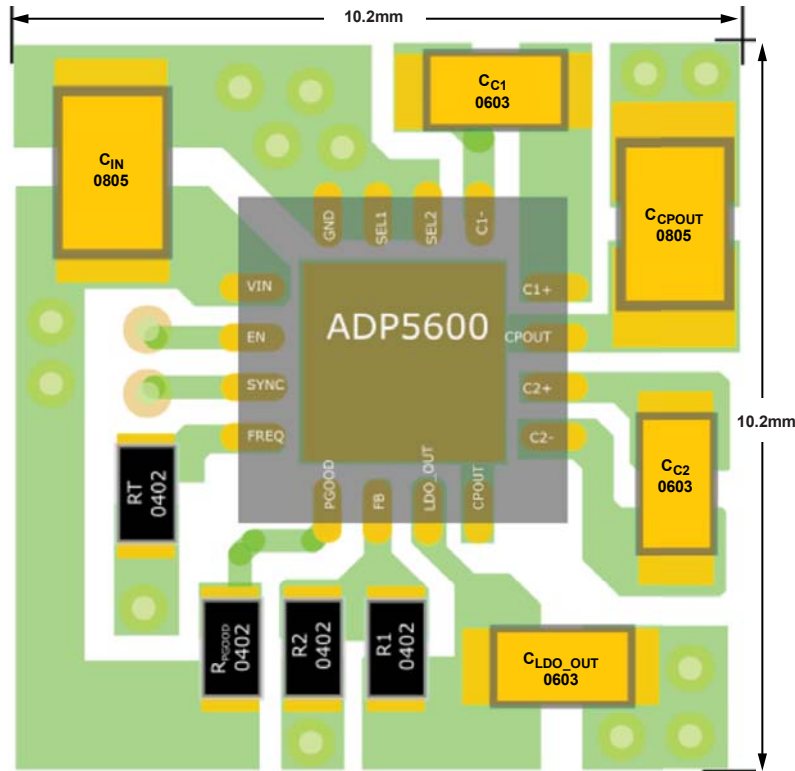 10.2mm
CC1
0603
CIN
0805
CCPOUT
0805
GND
SEL1
SEL2
C1-
VIN
EN
SYNC
FREQ
ADP5600
C1+
CPOUT
C2+
C2-
10.2mm
CC2
0603
PGOOD
FB
LDO_OUT
CPOUT
RT
0402
RPGOOD
0402
R2
0402
R1
0402
CLDO_OUT
0603